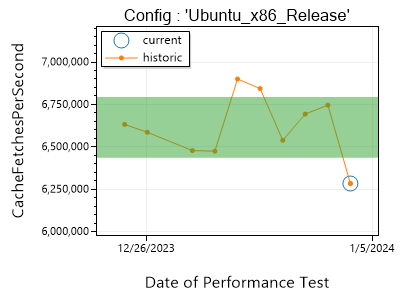 Config : 'Ubuntu_x86_Release'
current
historic
CacheFetchesPerSecond
7,000,000
6,750,000
6,500,000
6,250,000
6,000,000
12/26/2023
1/5/2024
Date of Performance Test